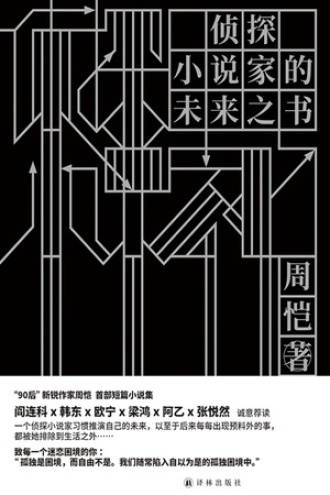 侦探
小说家的
未来之书
周恺 著
“90后”新锐作家周恺 首部短篇小说集
阎连科 x 韩东 x 欧宁 x 梁鸿 x 阿乙 x 张悦然 诚意荐读
一个侦探小说家习惯推演自己的未来，以至于后来每每出现预料外的事，
都被她排除到生活之外……
致每一个迷恋困境的你：
“孤独是困境，而自由不是。我们随常陷入自以为是的孤独困境中。”
译林出版社